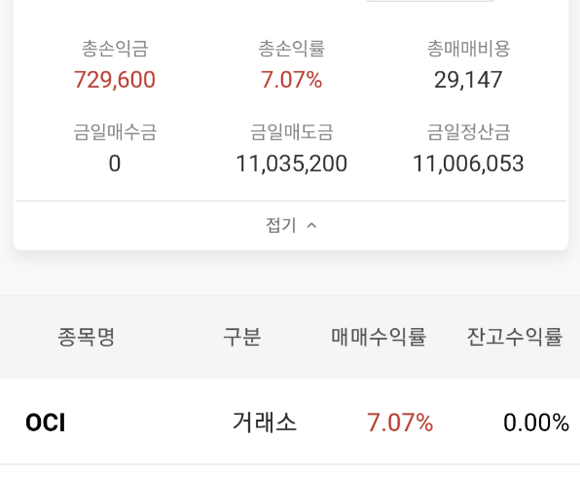 총손익금 총손익률 총매매비용
729,600 7.07% 29,147
금일매수금 금일매도금 금일정산금
0 11,035,200 11,006,053
접기
종목명 구분 매매수익률 잔고수익률
OCI 거래소 7.07% 0.00%